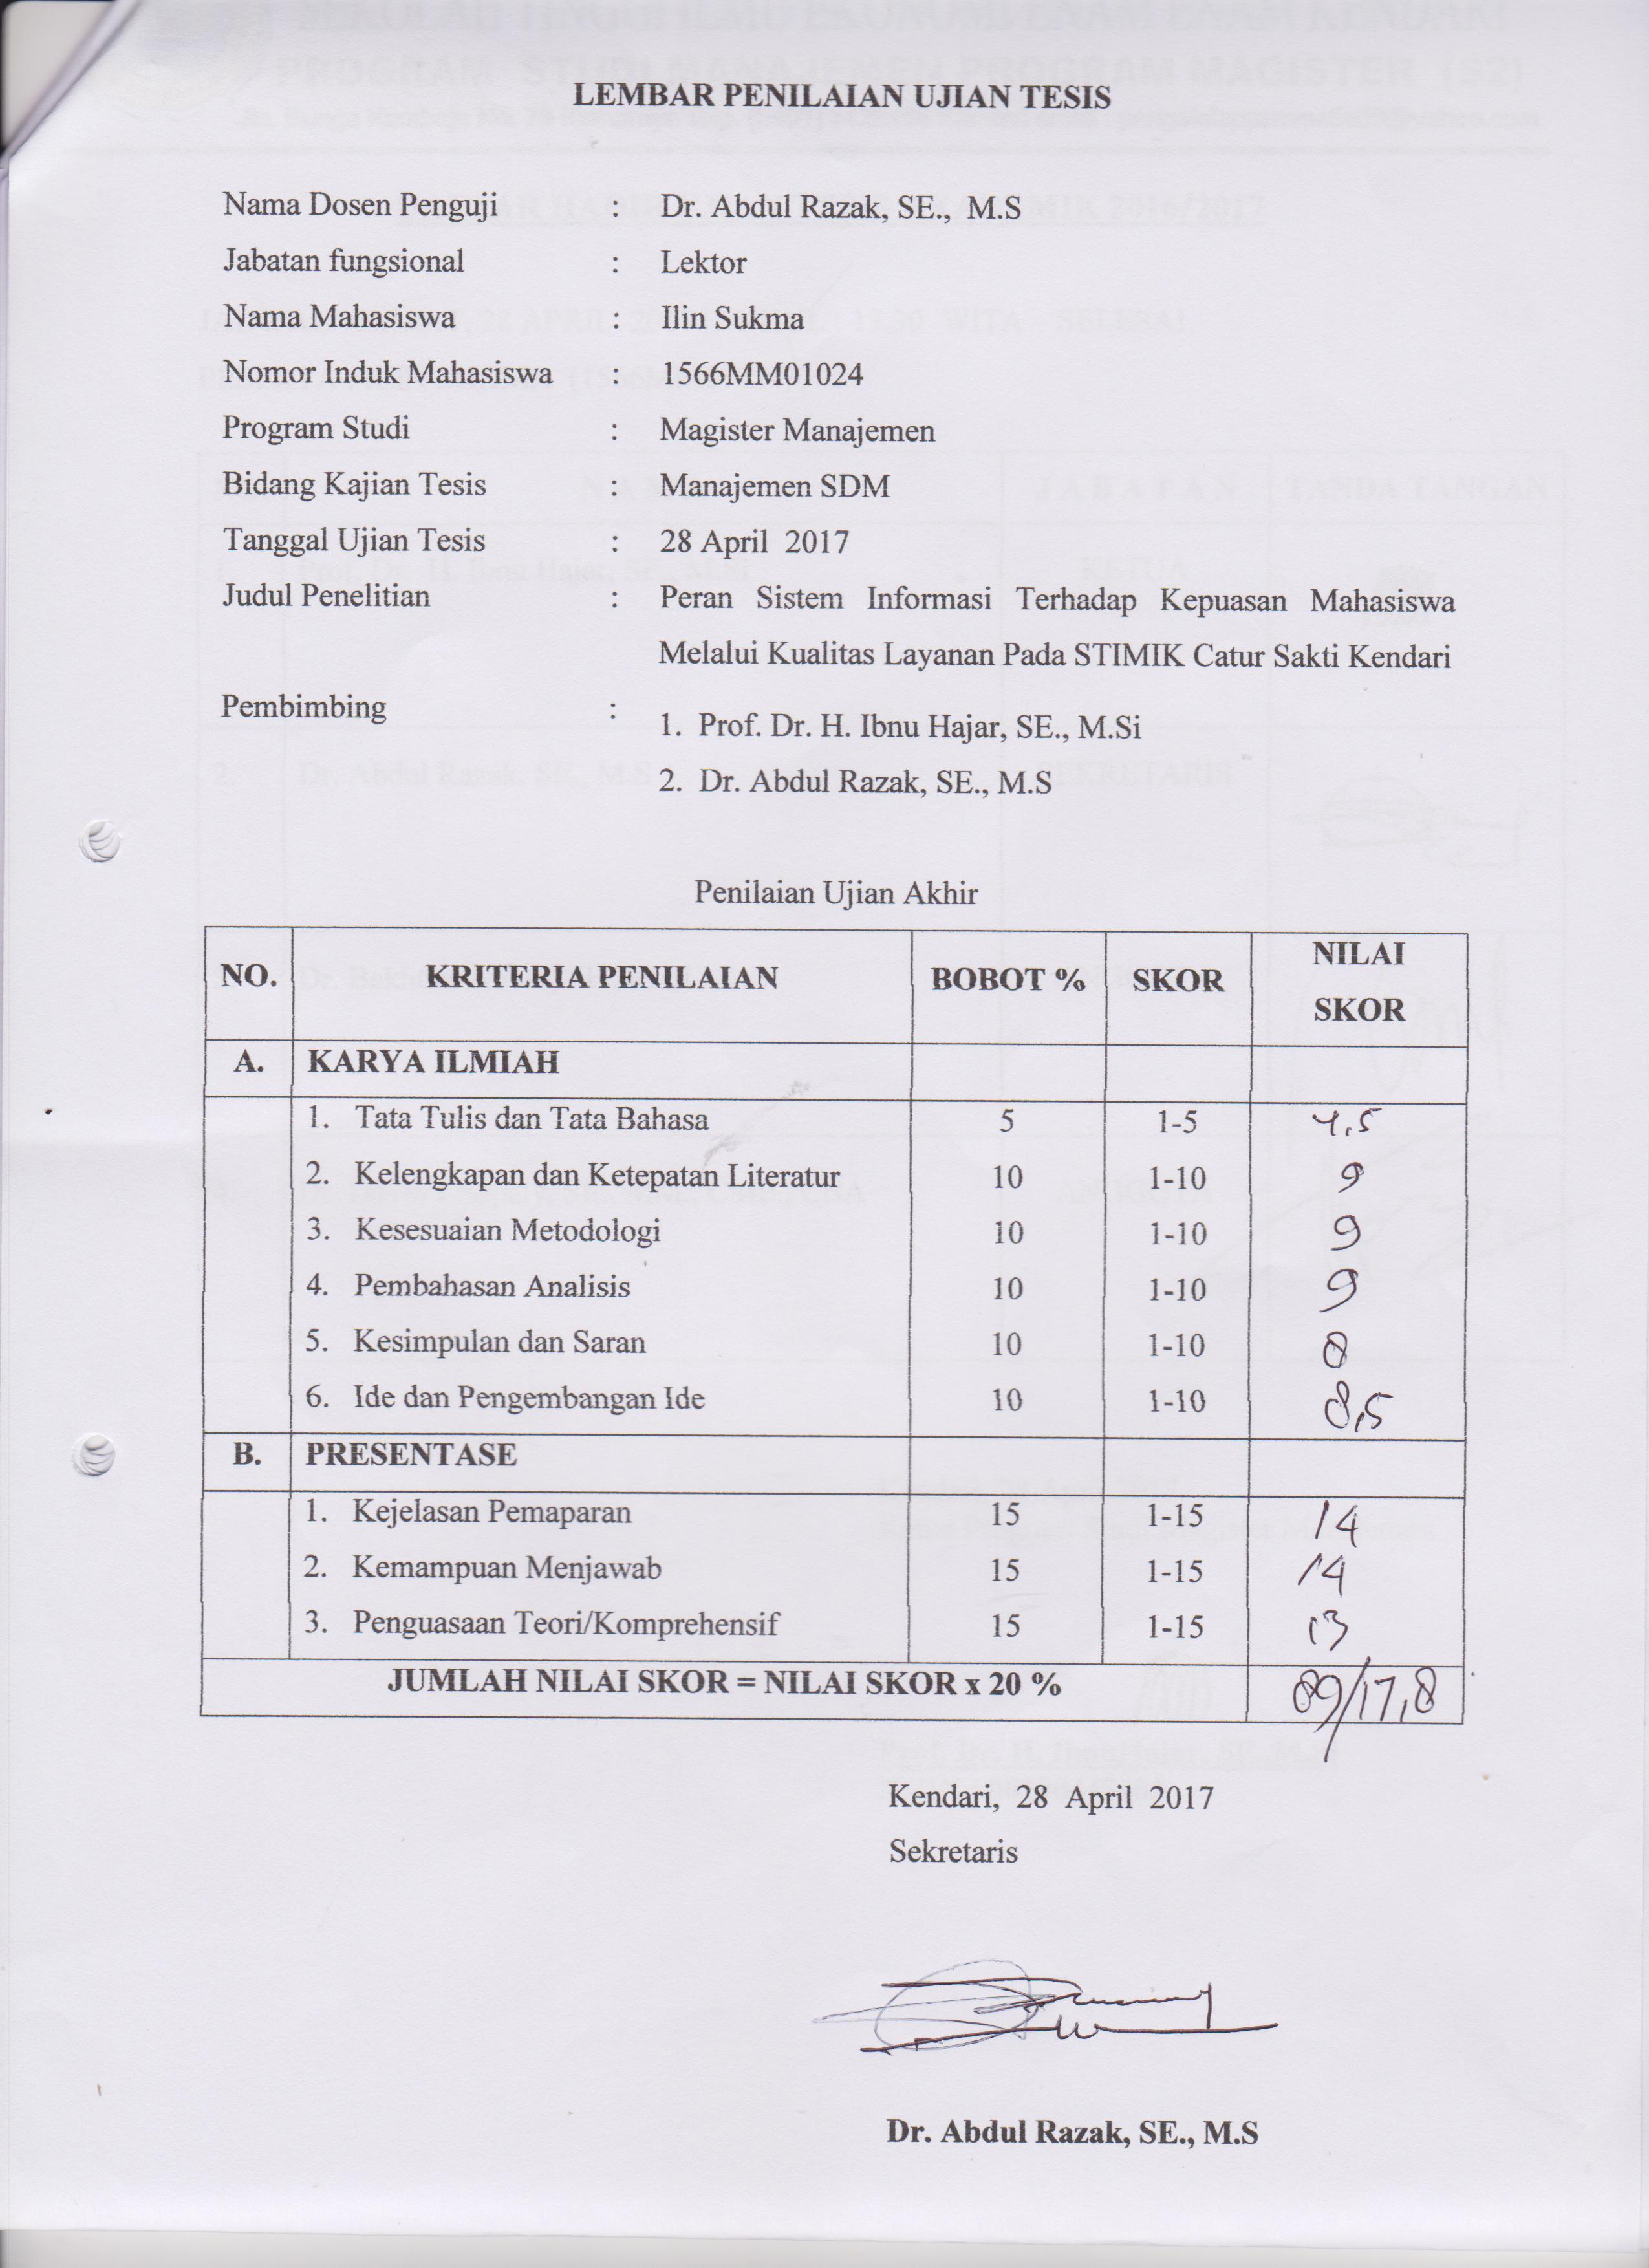 LEMBAR PENILAIAN UJIAN TESIS
Nama Dosen Penguji : Dr. Abdul Razak, SE., M.S
Jabatan fungsional : Lektor
Nama Mahasiswa : Ilin Sukma
Nomor Induk Mahasiswa : 1566MM01024
Program Studi : Magister Manajemen
Bidang Kajian Tesis : Manajemen SDM
Tanggal Ujian Tesis : 28 April 2017
Judul Penelitian : Peran Sistem Informasi Terhadap Kepuasan Mahasiswa
Melalui Kualitas Layanan Pada STIMIK Catur Sakti Kendari
Pembimbing :
1. Prof. Dr. H. Ibnu Hajar, SE., M.Si
2. Dr. Abdul Razak, SE., M.S
Penilaian Ujian Akhir
NO. KRITERIA PENILAIAN BOBOT % SKOR NILAI SKOR
A. KARYA ILMIAH
1. Tata Tulis dan Tata Bahasa 5 1-5 4,5
2. Kelengkapan dan Ketepatan Literatur 10 1-10 9
3. Kesesuaian Metodologi 10 1-10 9
4. Pembahasan Analisis 10 1-10 9
5. Kesimpulan dan Saran 10 1-10 8
6. Ide dan Pengembangan Ide 10 1-10 8,5
B. PRESENTASE
1. Kejelasan Pemaparan 15 1-15 14
2. Kemampuan Menjawab 15 1-15 14
3. Penguasaan Teori/Komprehensif 15 1-15 13
JUMLAH NILAI SKOR = NILAI SKOR x 20 % 89/17,8
Kendari, 28 April 2017
Sekretaris
Dr. Abdul Razak, SE., M.S